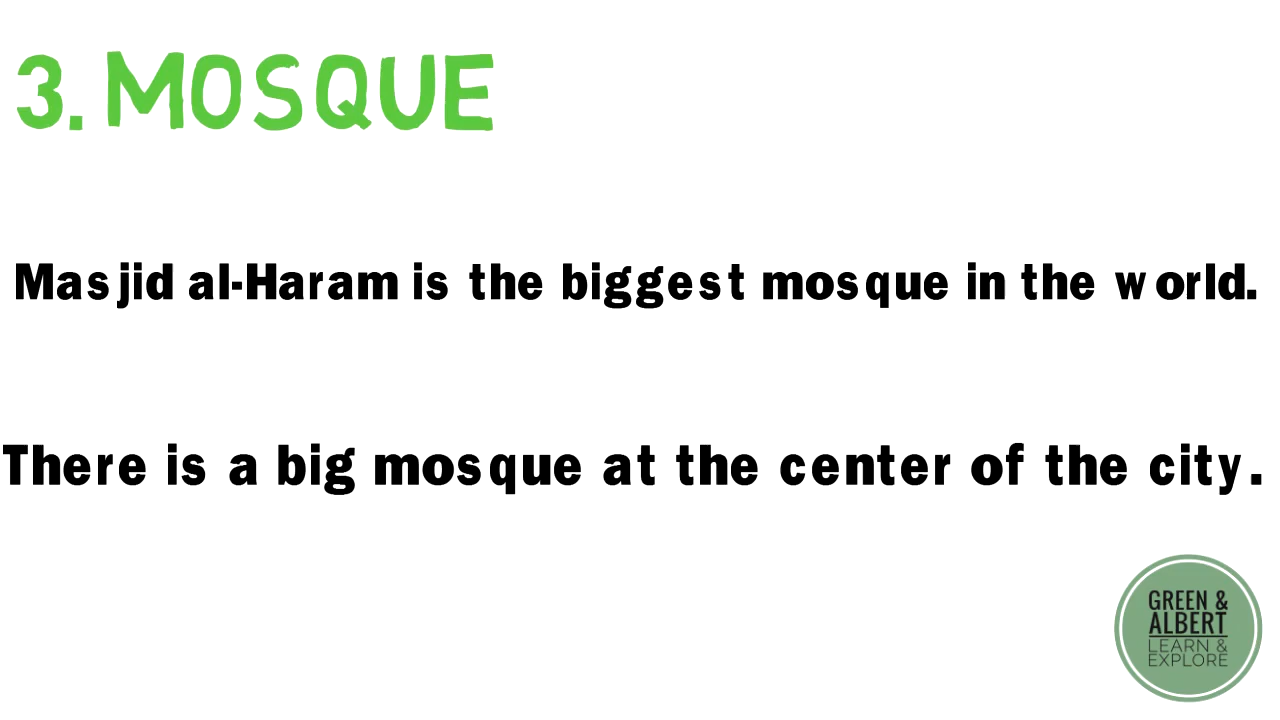 3. MOSQUE
Masjid al-Haram is the biggest mosque in the world.
There is a big mosque at the center of the city.
GREEN &
ALBERT
LEARN &
EXPLORE